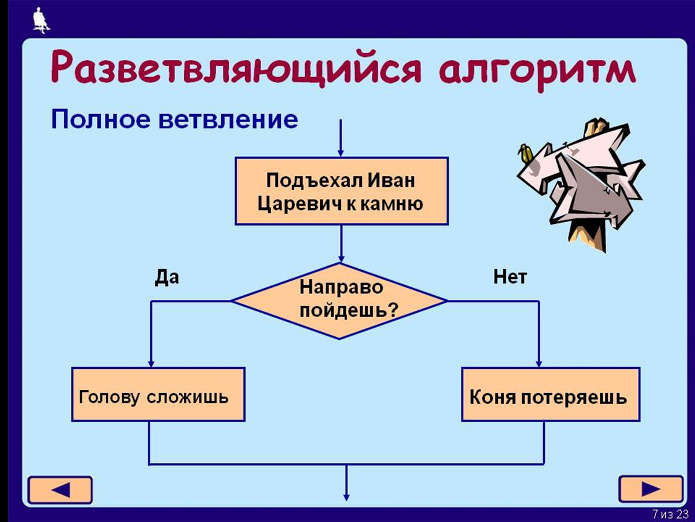 Разветвляющийся алгоритм
Полное ветвление
Подъехал Иван
Царевич к камню
Да
Нет
Направо
пойдешь?
Голову сложишь
Коня потеряешь
7 из 23